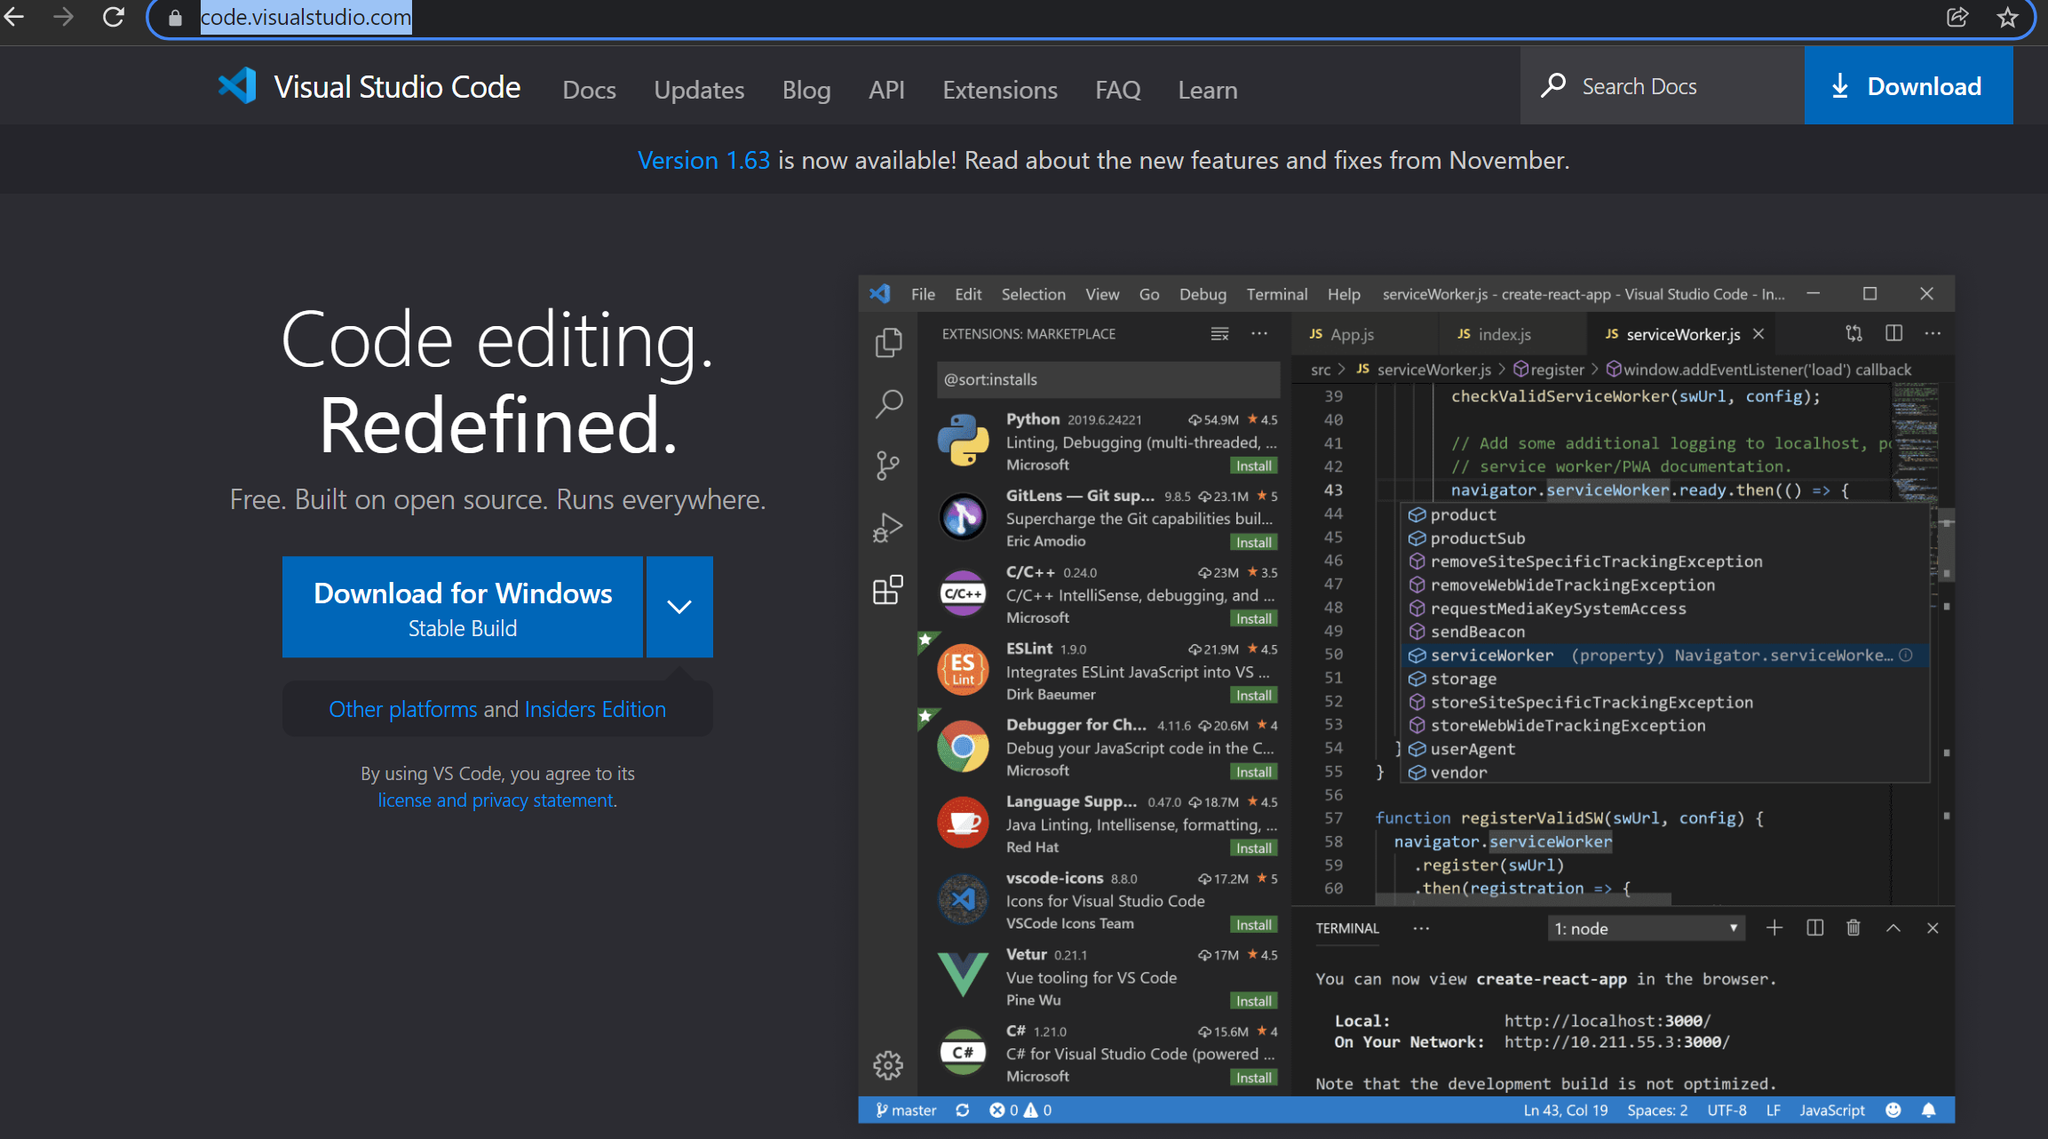 code.visualstudio.com
Visual Studio Code Docs Updates Blog API Extensions FAQ Learn Search Docs Download
Version 1.63 is now available! Read about the new features and fixes from November.
Code editing.
Redefined.
Free. Built on open source. Runs everywhere.
Download for Windows
Stable Build
Other platforms and Insiders Edition
By using VS Code, you agree to its
license and privacy statement.
File Edit Selection View Go Debug Terminal Help serviceWorker.js - create-react-app - Visual Studio Code - In...
EXTENSIONS: MARKETPLACE
@sort:installs
Python 2019.6.24221 54.9M ★ 4.5
Linting, Debugging (multi-threaded, ...
Microsoft Install
GitLens — Git sup... 9.8.5 23.1M ★ 5
Supercharge the Git capabilities buil...
Eric Amodio Install
C/C++
C/C++ 0.24.0 23M ★ 3.5
C/C++ IntelliSense, debugging, and ...
Microsoft Install
{ES}
Lint
ESLint 1.9.0 21.9M ★ 4.5
Integrates ESLint JavaScript into VS ...
Dirk Baeumer Install
Debugger for Ch... 4.11.6 20.6M ★ 4
Debug your JavaScript code in the C...
Microsoft Install
Language Supp... 0.47.0 18.7M ★ 4.5
Java Linting, Intellisense, formatting, ...
Red Hat Install
vscode-icons 8.8.0 17.2M ★ 5
Icons for Visual Studio Code
VSCode Icons Team Install
Vetur 0.21.1 17M ★ 4.5
Vue tooling for VS Code
Pine Wu Install
C#
C# 1.21.0 15.6M ★ 4
C# for Visual Studio Code (powered ...
Microsoft Install
JS App.js JS index.js JS serviceWorker.js
src > JS serviceWorker.js > register > window.addEventListener('load') callback
39 checkValidServiceWorker(swUrl, config);
40
41 // Add some additional logging to localhost, po
42 // service worker/PWA documentation.
43 navigator.serviceWorker.ready.then(() => {
44 product
45 productSub
46 removeSiteSpecificTrackingException
47 removeWebWideTrackingException
48 requestMediaKeySystemAccess
49 sendBeacon
50 serviceWorker (property) Navigator.serviceWorke...
51 storage
52 storeSiteSpecificTrackingException
53 storeWebWideTrackingException
54 } userAgent
55 } vendor
56
57 function registerValidSW(swUrl, config) {
58 navigator.serviceWorker
59 .register(swUrl)
60 .then(registration => {
TERMINAL ... 1: node
You can now view create-react-app in the browser.
Local: http://localhost:3000/
On Your Network: http://10.211.55.3:3000/
Note that the development build is not optimized.
master 0 0 Ln 43, Col 19 Spaces: 2 UTF-8 LF JavaScript